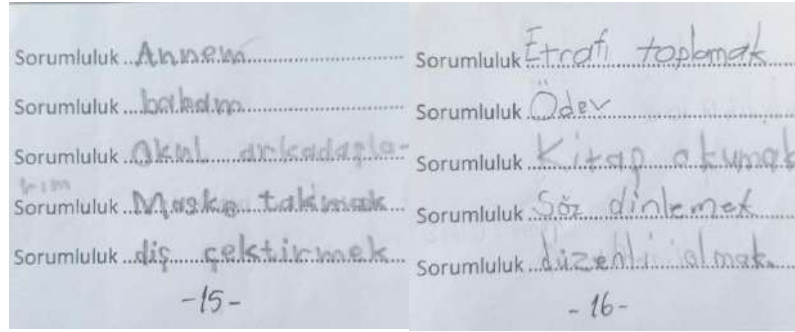 Sorumluluk ..Annem
Sorumluluk ...babam
Sorumluluk ...Okul arkadaşla-
rım
Sorumluluk ..Maske takmak
Sorumluluk ..diş çektirmek
-15-
Sorumluluk Etrafı toplamak
Sorumluluk .Ödev
Sorumluluk ..Kitap okumak
Sorumluluk .Söz dinlemek
Sorumluluk ..düzenli olmak.
-16-